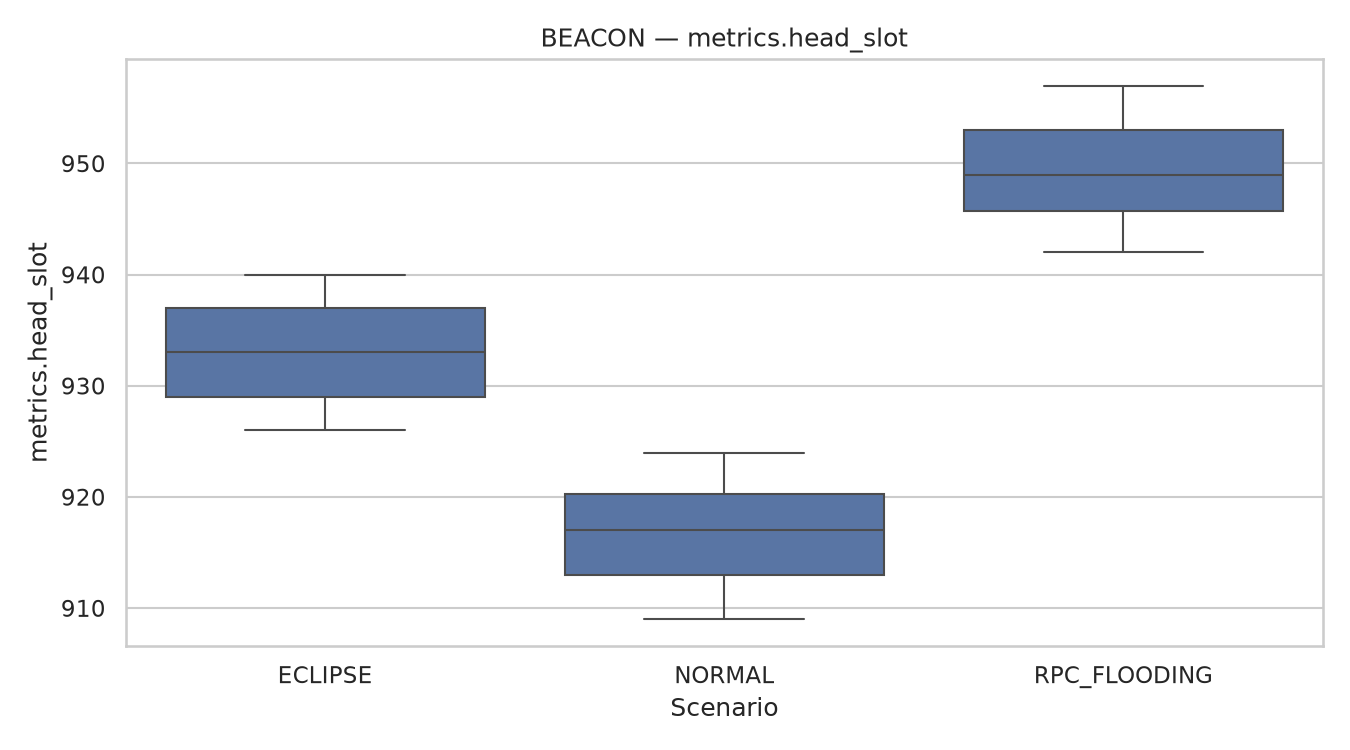 BEACON — metrics.head_slot
metrics.head_slot
950
940
930
920
910
ECLIPSE NORMAL RPC_FLOODING
Scenario